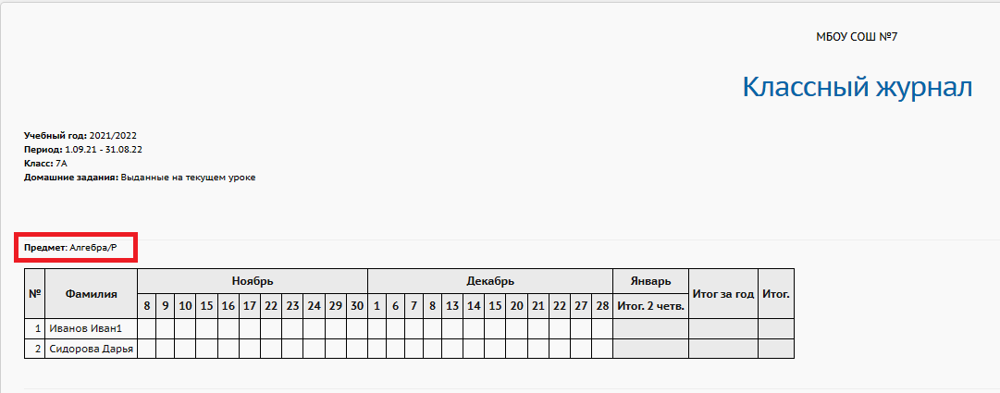 МБОУ СОШ №7
Классный журнал
Учебный год: 2021/2022
Период: 1.09.21 - 31.08.22
Класс: 7А
Домашние задания: Выданные на текущем уроке
Предмет: Алгебра/Р
№ Фамилия Ноябрь Декабрь Январь Итог за год Итог.
8 9 10 15 16 17 22 23 24 29 30 1 6 7 8 13 14 15 20 21 22 27 28 Итог. 2 четв.
1 Иванов Иван1
2 Сидорова Дарья